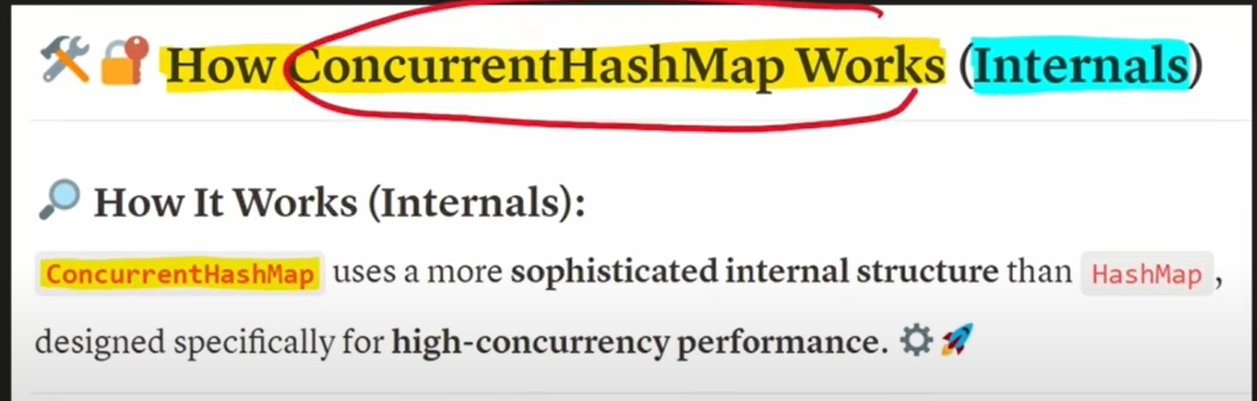 🛠️🔐 How ConcurrentHashMap Works (Internals)
🔎 How It Works (Internals):
ConcurrentHashMap uses a more sophisticated internal structure than HashMap,
designed specifically for high-concurrency performance. ⚙️🚀